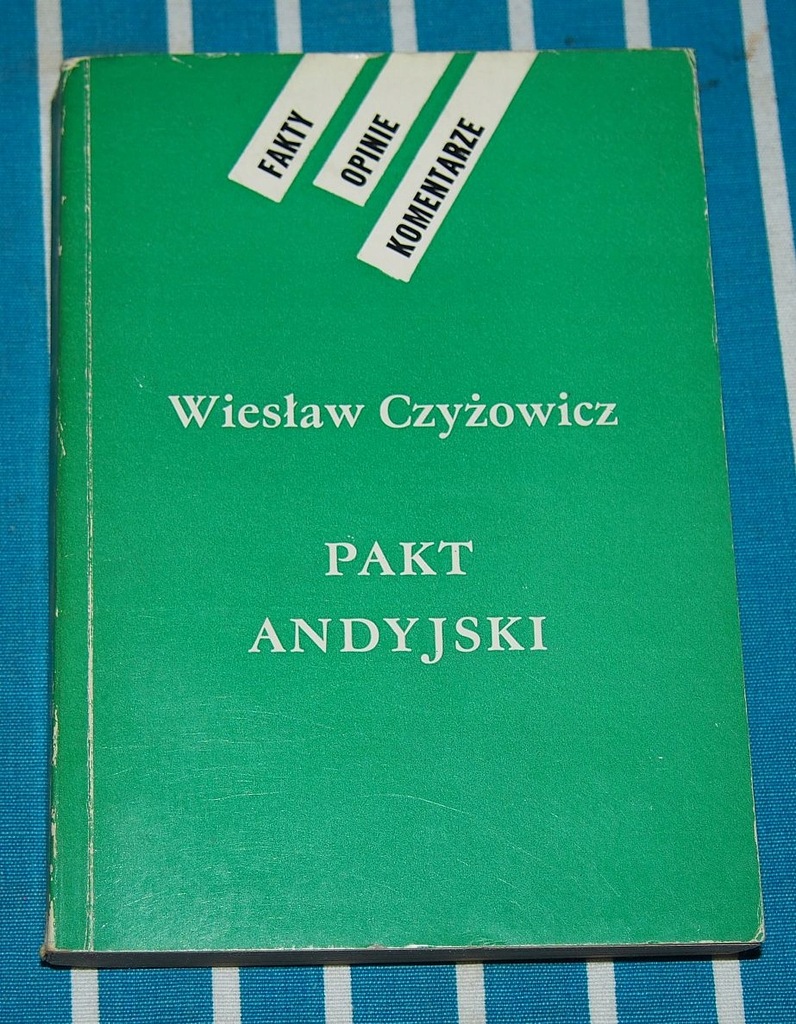 FAKTY
OPINIE
KOMENTARZE
Wiesław Czyżowicz
PAKT
ANDYJSKI